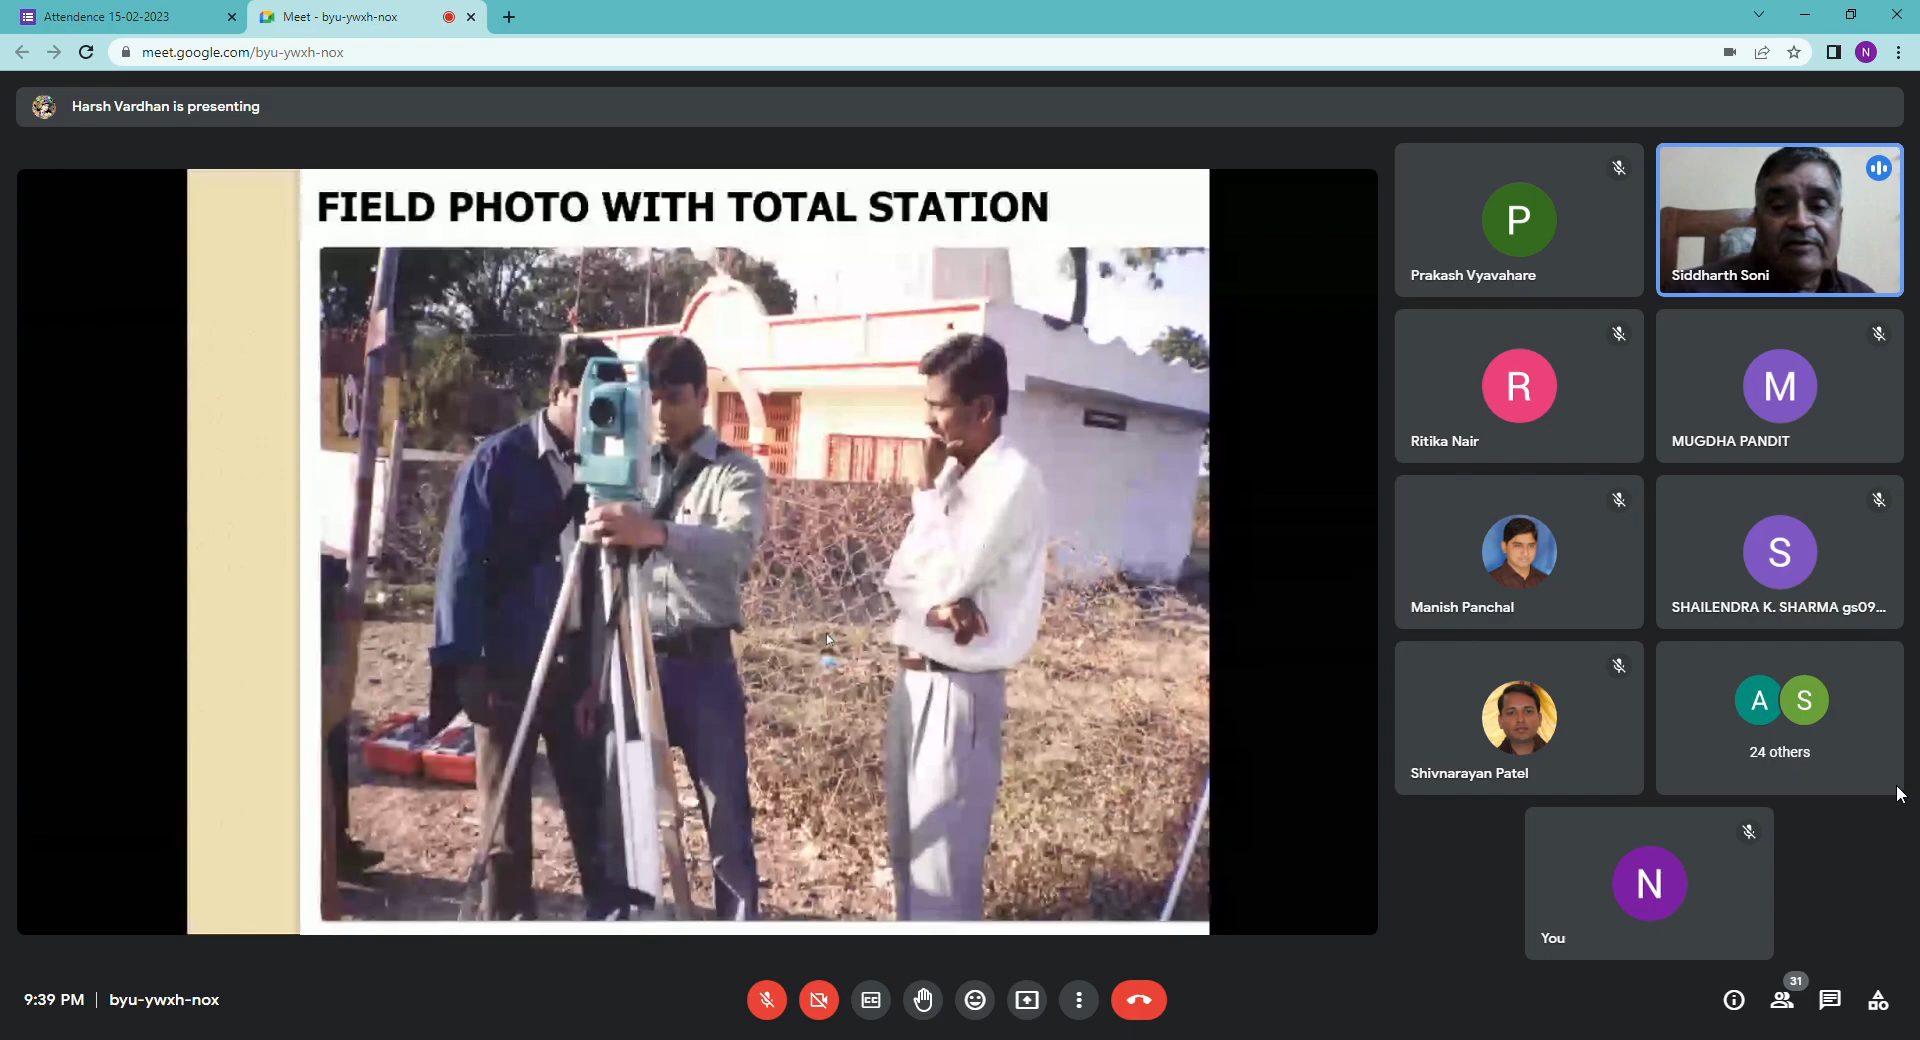 Attendence 15-02-2023
Meet - byu-ywxh-nox
meet.google.com/byu-ywxh-nox
N
Harsh Vardhan is presenting
FIELD PHOTO WITH TOTAL STATION
P
Prakash Vyavahare
Siddharth Soni
R
Ritika Nair
M
MUGDHA PANDIT
Manish Panchal
S
SHAILENDRA K. SHARMA gs09...
Shivnarayan Patel
A S
24 others
N
You
9:39 PM | byu-ywxh-nox
CC
31